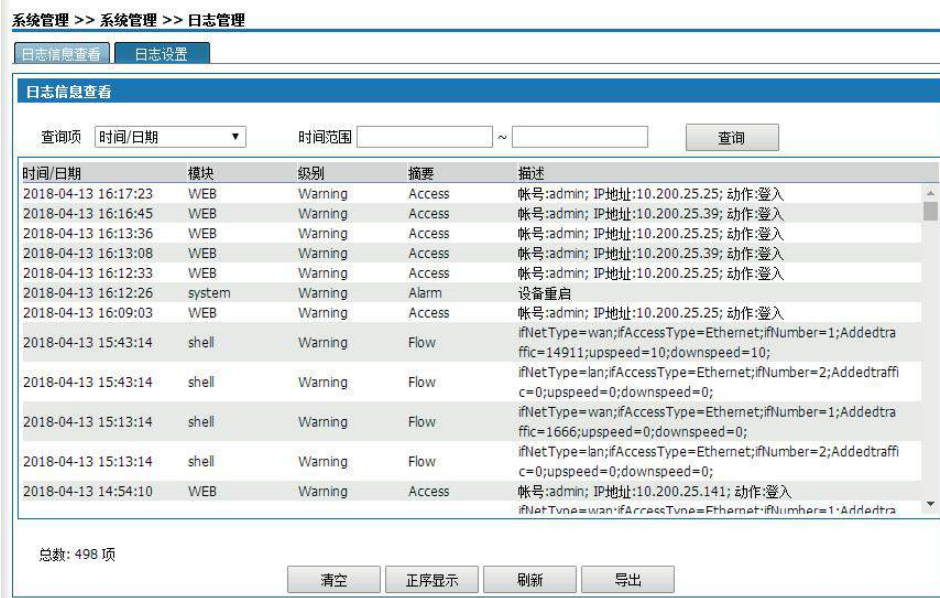 系统管理 >> 系统管理 >> 日志管理
日志信息查看 日志设置
日志信息查看
查询项 时间/日期 时间范围 ~ 查询
时间/日期 模块 级别 摘要 描述
2018-04-13 16:17:23 WEB Warning Access 帐号:admin; IP地址:10.200.25.25; 动作:登入
2018-04-13 16:16:45 WEB Warning Access 帐号:admin; IP地址:10.200.25.39; 动作:登入
2018-04-13 16:13:36 WEB Warning Access 帐号:admin; IP地址:10.200.25.25; 动作:登入
2018-04-13 16:13:08 WEB Warning Access 帐号:admin; IP地址:10.200.25.39; 动作:登入
2018-04-13 16:12:33 WEB Warning Access 帐号:admin; IP地址:10.200.25.25; 动作:登入
2018-04-13 16:12:26 system Warning Alarm 设备重启
2018-04-13 16:09:03 WEB Warning Access 帐号:admin; IP地址:10.200.25.25; 动作:登入
2018-04-13 15:43:14 shell Warning Flow ifNetType=wan;ifAccessType=Ethernet;ifNumber=1;Addedtra
ffic=14911;upspeed=10;downspeed=10;
2018-04-13 15:43:14 shell Warning Flow ifNetType=lan;ifAccessType=Ethernet;ifNumber=2;Addedtraffi
c=0;upspeed=0;downspeed=0;
2018-04-13 15:13:14 shell Warning Flow ifNetType=wan;ifAccessType=Ethernet;ifNumber=1;Addedtra
ffic=1666;upspeed=0;downspeed=0;
2018-04-13 15:13:14 shell Warning Flow ifNetType=lan;ifAccessType=Ethernet;ifNumber=2;Addedtraffi
c=0;upspeed=0;downspeed=0;
2018-04-13 14:54:10 WEB Warning Access 帐号:admin; IP地址:10.200.25.141; 动作:登入
ifNetType=wan;ifAccessType=Ethernet;ifNumber=1;Addedtra
总数: 498 项
清空 正序显示 刷新 导出